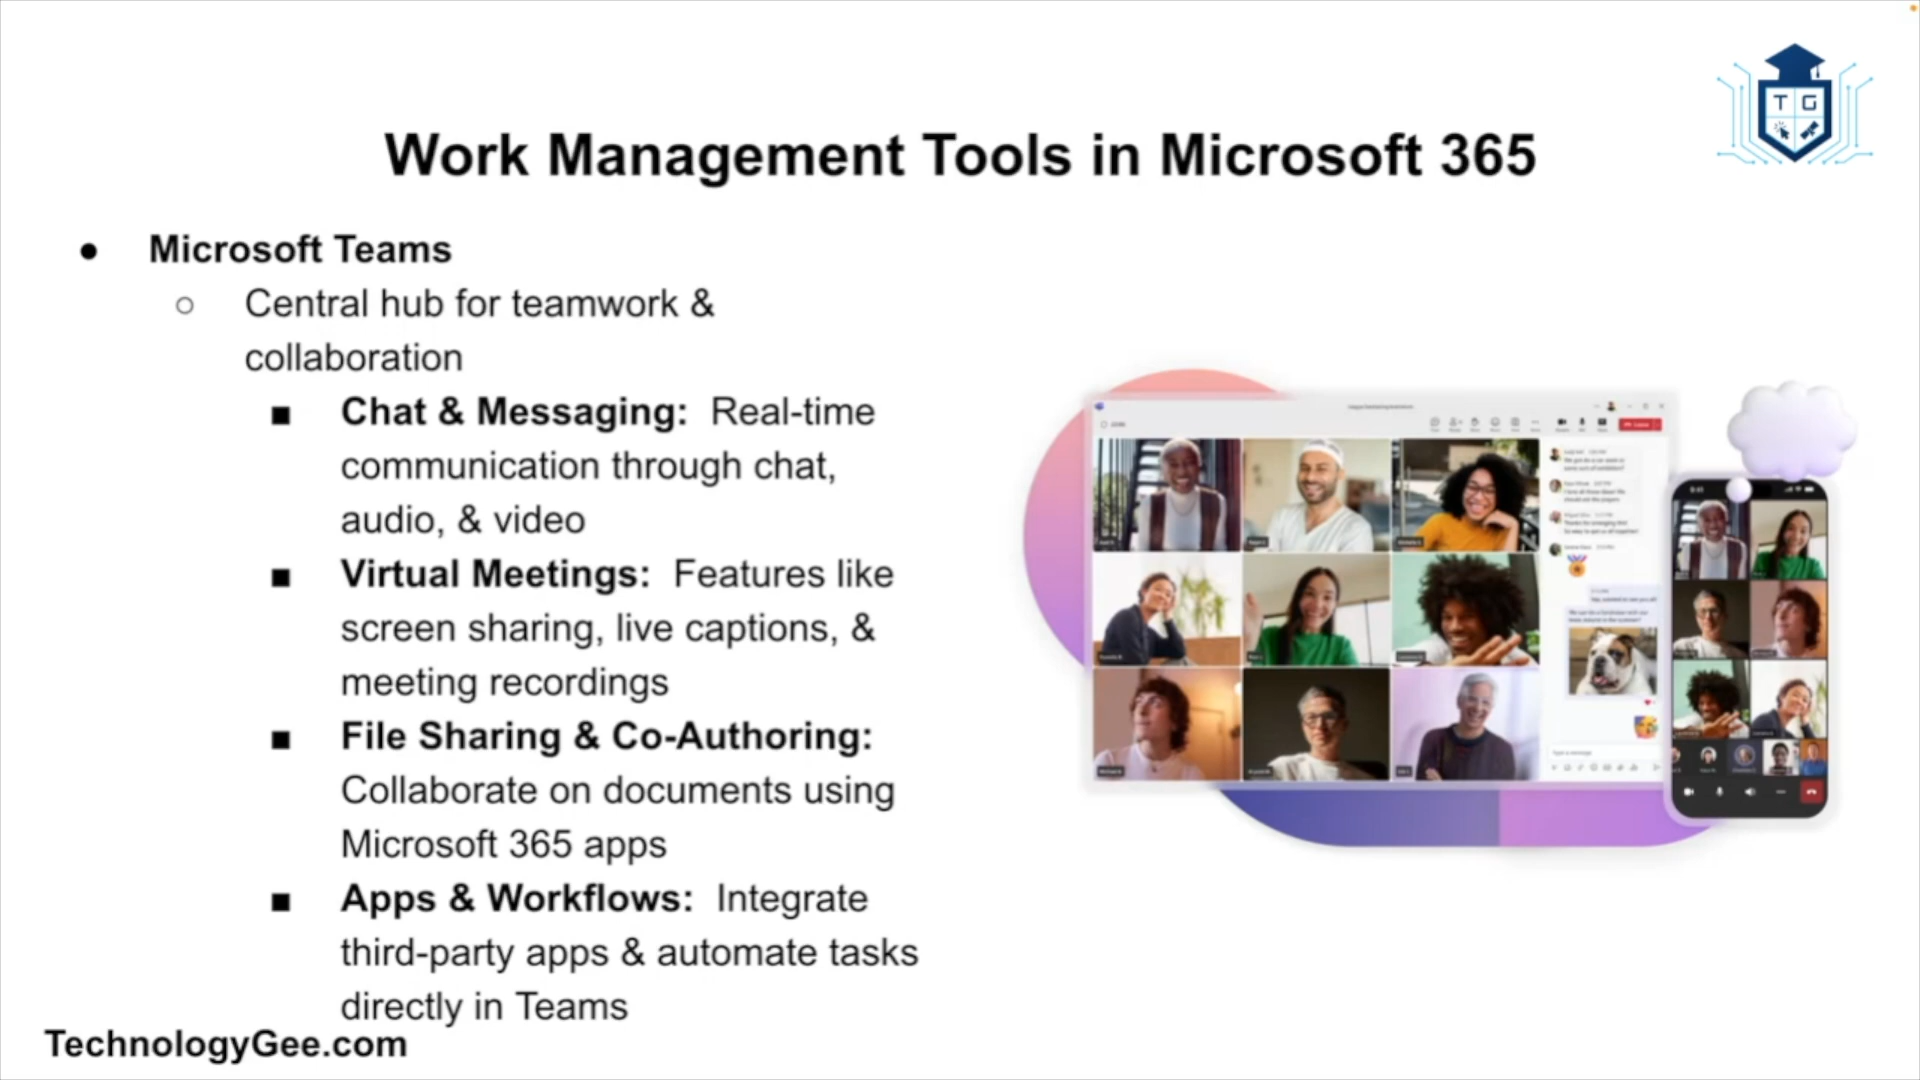 T G
Work Management Tools in Microsoft 365
● Microsoft Teams
○ Central hub for teamwork &
collaboration
■ Chat & Messaging: Real-time
communication through chat,
audio, & video
■ Virtual Meetings: Features like
screen sharing, live captions, &
meeting recordings
■ File Sharing & Co-Authoring:
Collaborate on documents using
Microsoft 365 apps
■ Apps & Workflows: Integrate
third-party apps & automate tasks
directly in Teams
TechnologyGee.com